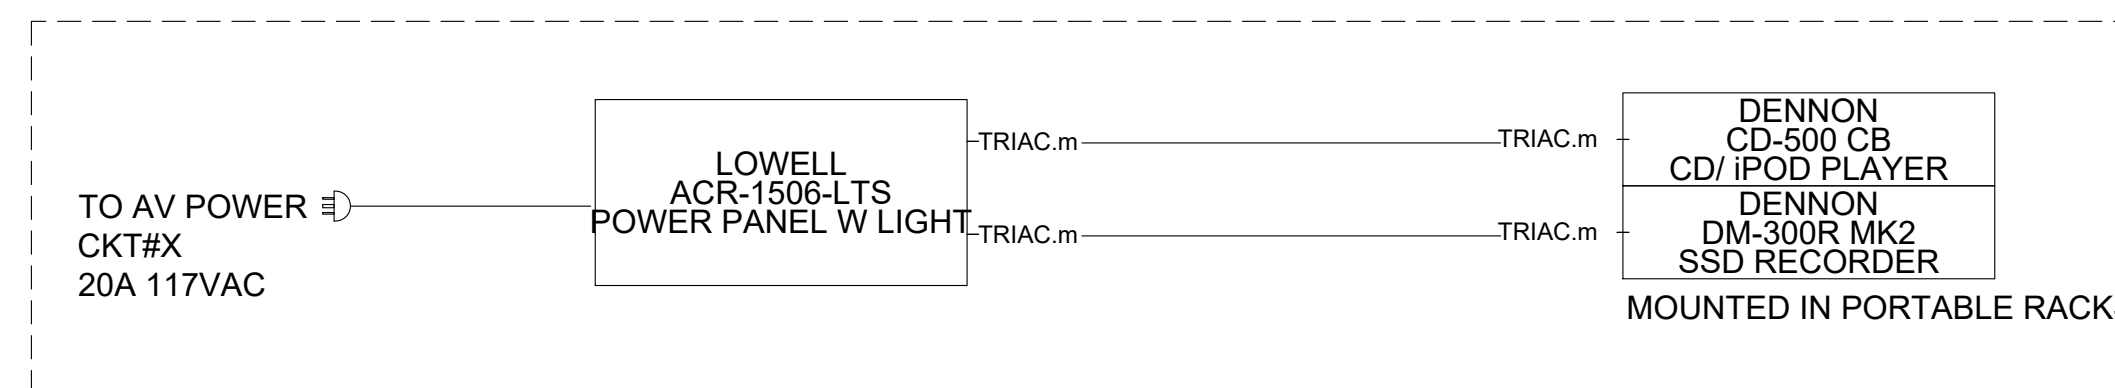 TO AV POWER
CKT#X
20A 117VAC
LOWELL
ACR-1506-LTS
POWER PANEL W LIGHT
TRIAC.m
TRIAC.m
TRIAC.m
TRIAC.m
DENNON
CD-500 CB
CD/ iPOD PLAYER
DENNON
DM-300R MK2
SSD RECORDER
MOUNTED IN PORTABLE RACK